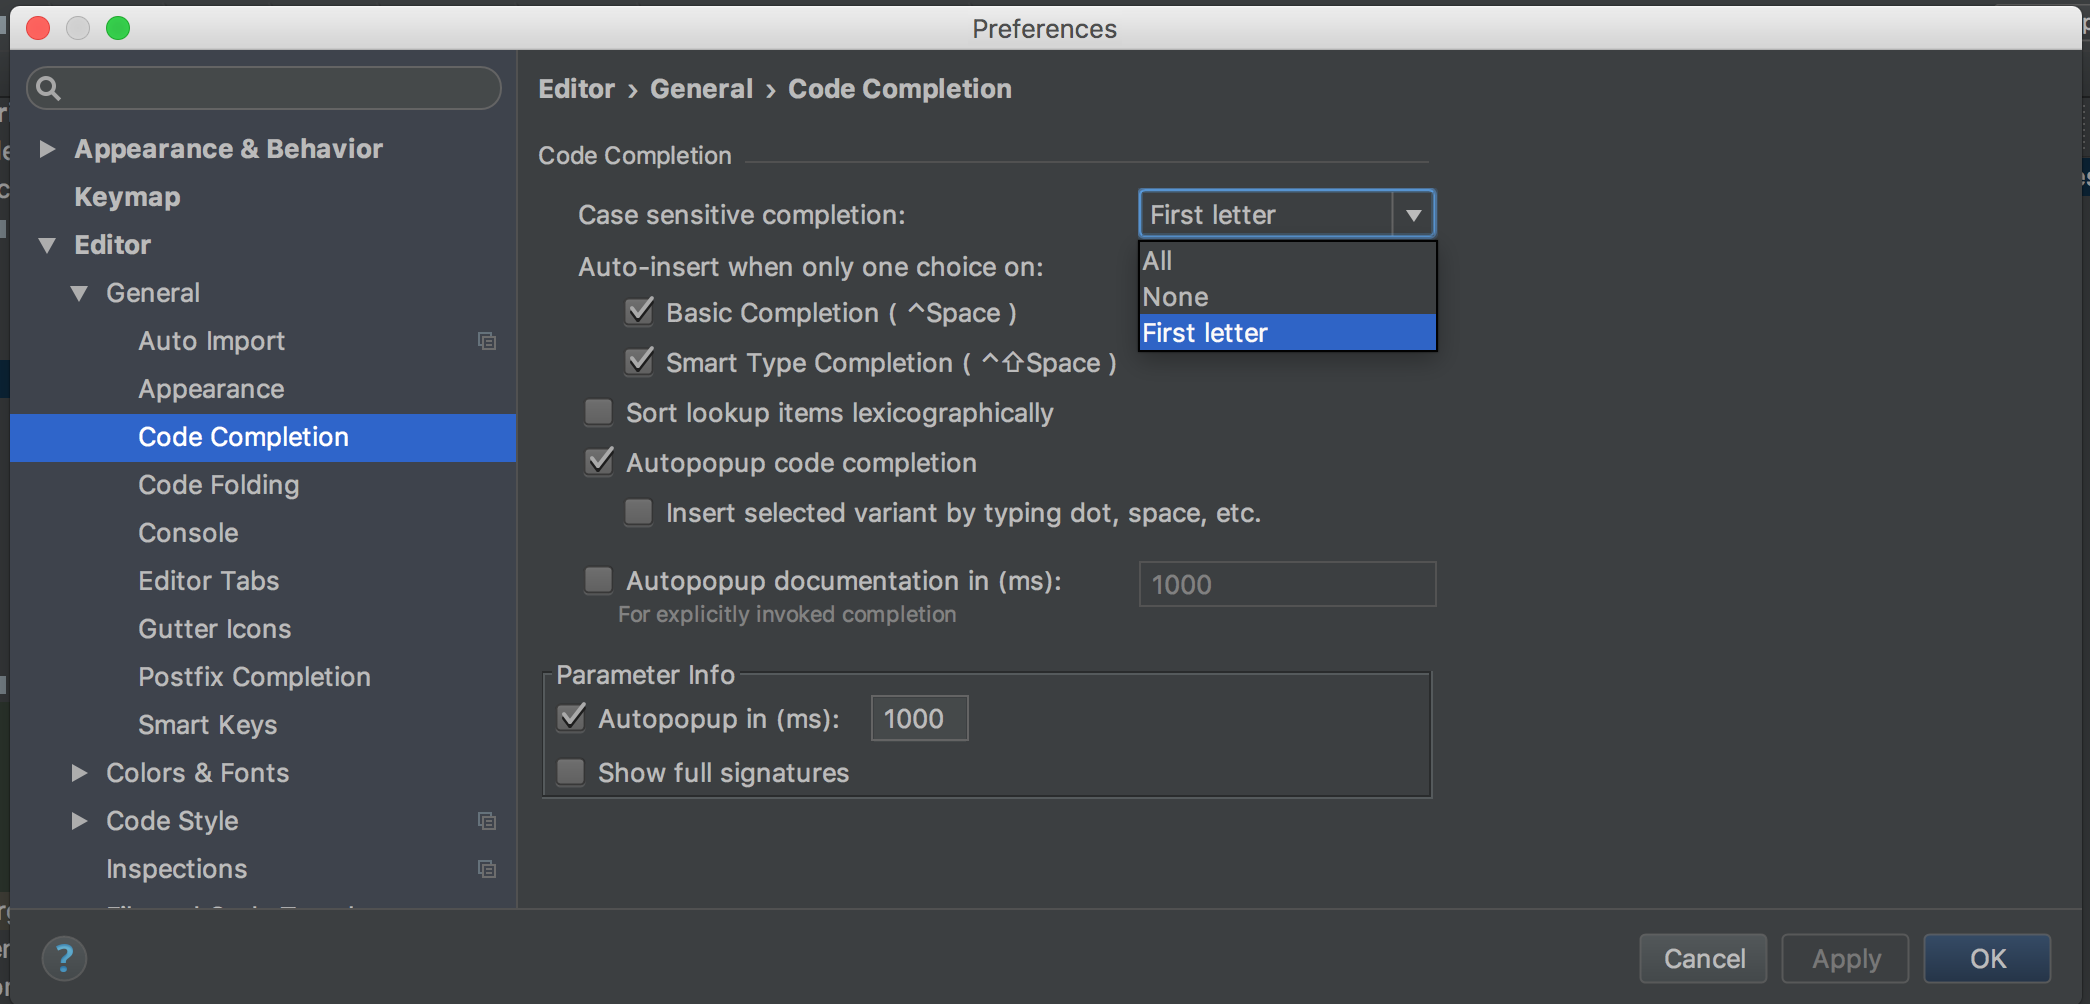 Preferences
Appearance & Behavior
Keymap
Editor
General
Auto Import
Appearance
Code Completion
Code Folding
Console
Editor Tabs
Gutter Icons
Postfix Completion
Smart Keys
Colors & Fonts
Code Style
Inspections
Editor › General › Code Completion
Code Completion
Case sensitive completion: First letter
All
None
First letter
Auto-insert when only one choice on:
Basic Completion ( ^Space )
Smart Type Completion ( ^⇧Space )
Sort lookup items lexicographically
Autopopup code completion
Insert selected variant by typing dot, space, etc.
Autopopup documentation in (ms): 1000
For explicitly invoked completion
Parameter Info
Autopopup in (ms): 1000
Show full signatures
?
Cancel Apply OK